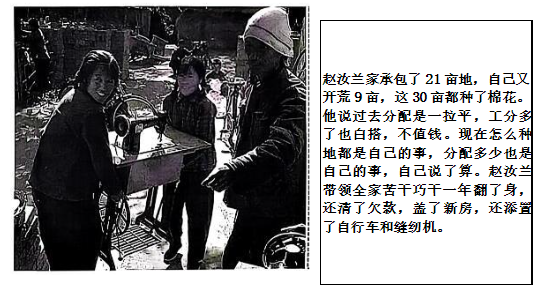 赵汝兰家承包了 21 亩地，自己又
开荒 9 亩，这 30 亩都种了棉花。
他说过去分配是一拉平，工分多
了也白搭，不值钱。现在怎么种
地都是自己的事，分配多少也是
自己的事，自己说了算。赵汝兰
带领全家苦干巧干一年翻了身，
还清了欠款，盖了新房，还添置
了自行车和缝纫机。